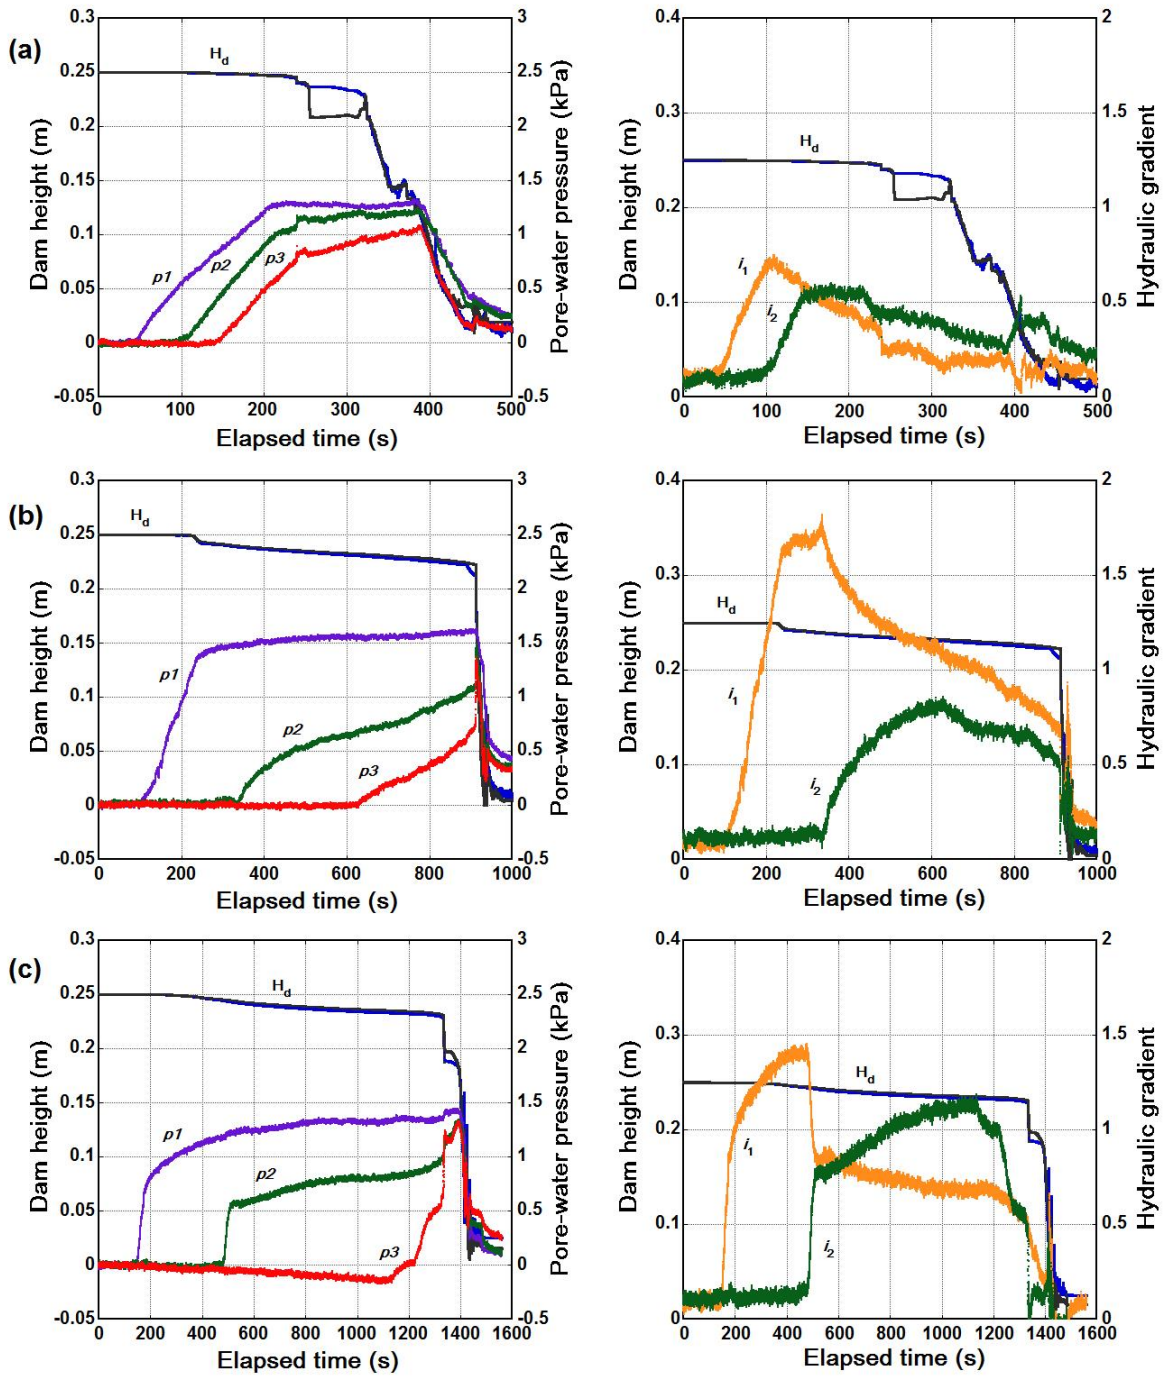 (a)
0.3
0.25
0.2
0.15
0.1
0.05
0
-0.05
Dam height (m)
3
2.5
2
1.5
1
0.5
0
-0.5
Pore-water pressure (kPa)
H_d
p1
p2
p3
0 100 200 300 400 500
Elapsed time (s)
0.4
0.3
0.2
0.1
0
Dam height (m)
2
1.5
1
0.5
0
Hydraulic gradient
H_d
i_1
i_2
0 100 200 300 400 500
Elapsed time (s)
(b)
0.3
0.25
0.2
0.15
0.1
0.05
0
-0.05
Dam height (m)
3
2.5
2
1.5
1
0.5
0
-0.5
Pore-water pressure (kPa)
H_d
p1
p2
p3
0 200 400 600 800 1000
Elapsed time (s)
0.4
0.3
0.2
0.1
0
Dam height (m)
2
1.5
1
0.5
0
Hydraulic gradient
H_d
i_1
i_2
0 200 400 600 800 1000
Elapsed time (s)
(c)
0.3
0.25
0.2
0.15
0.1
0.05
0
-0.05
Dam height (m)
3
2.5
2
1.5
1
0.5
0
-0.5
Pore-water pressure (kPa)
H_d
p1
p2
p3
0 200 400 600 800 1000 1200 1400 1600
Elapsed time (s)
0.4
0.3
0.2
0.1
0
Dam height (m)
2
1.5
1
0.5
0
Hydraulic gradient
H_d
i_1
i_2
0 200 400 600 800 1000 1200 1400 1600
Elapsed time (s)